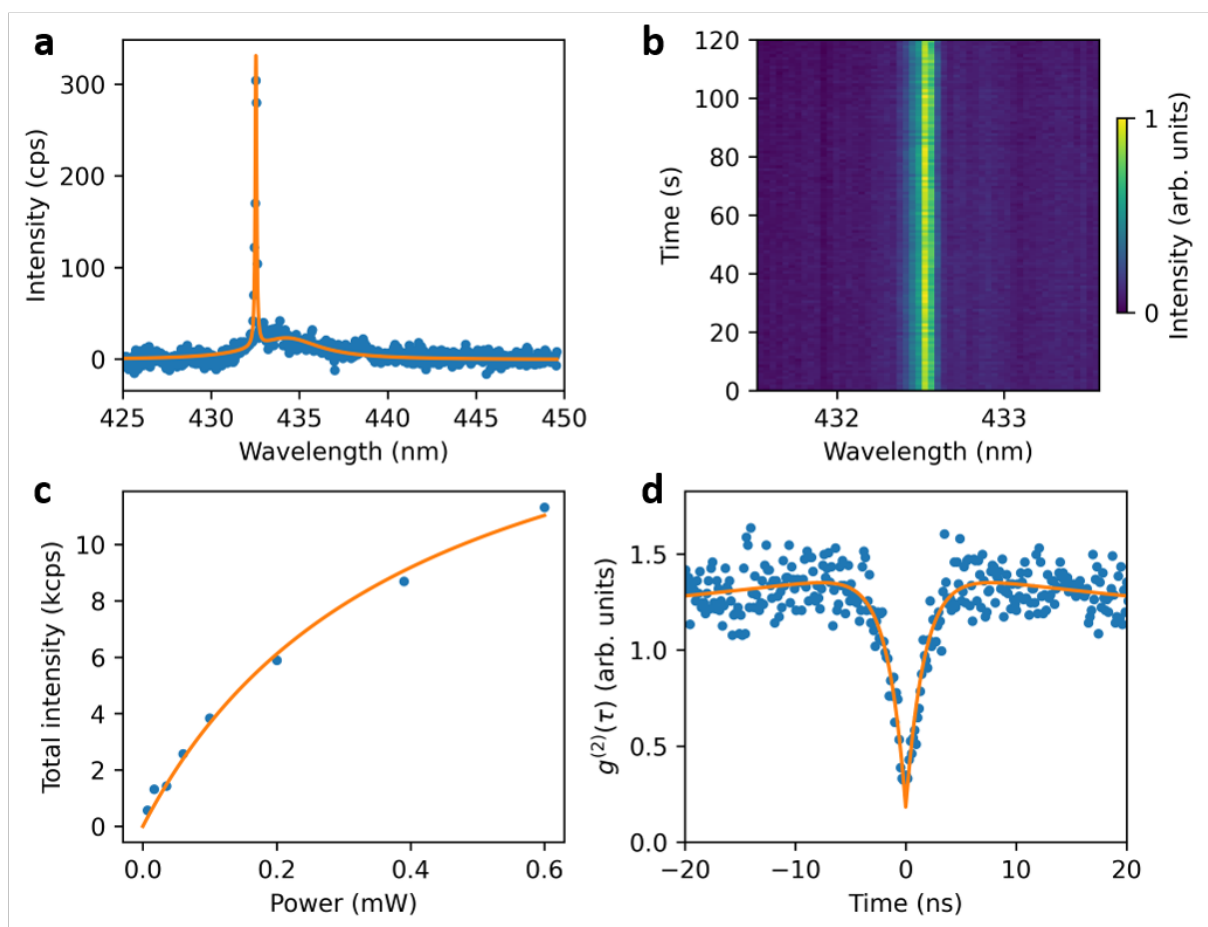 a
300
200
100
0
Intensity (cps)
425 430 435 440 445 450
Wavelength (nm)
b
120
100
80
60
40
20
0
Time (s)
432 433
Wavelength (nm)
1
0
Intensity (arb. units)
c
10
8
6
4
2
0
Total intensity (kcps)
0.0 0.2 0.4 0.6
Power (mW)
d
1.5
1.0
0.5
0.0
g⁽²⁾(τ) (arb. units)
−20 −10 0 10 20
Time (ns)